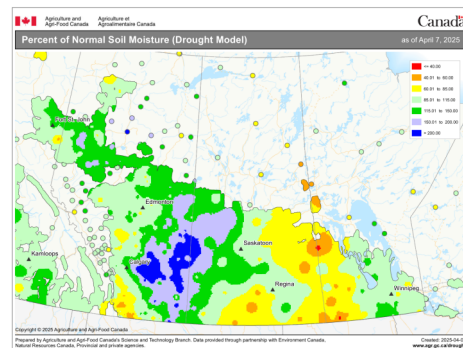 Agriculture and
Agri-Food Canada
Agriculture et
Agroalimentaire Canada
Canada
Percent of Normal Soil Moisture (Drought Model)
as of April 7, 2025
<= 40.00
40.01 to 60.00
60.01 to 85.00
85.01 to 115.00
115.01 to 150.00
150.01 to 200.00
> 200.00
Fort St. John
Edmonton
Kamloops
Calgary
Saskatoon
Regina
Winnipeg
Copyright © 2025 Agriculture and Agri-Food Canada
Prepared by Agriculture and Agri-Food Canada's Science and Technology Branch. Data provided through partnership with Environment Canada,
Natural Resources Canada, Provincial and private agencies.
Created: 2025-04-0
www.agr.gc.ca/drough